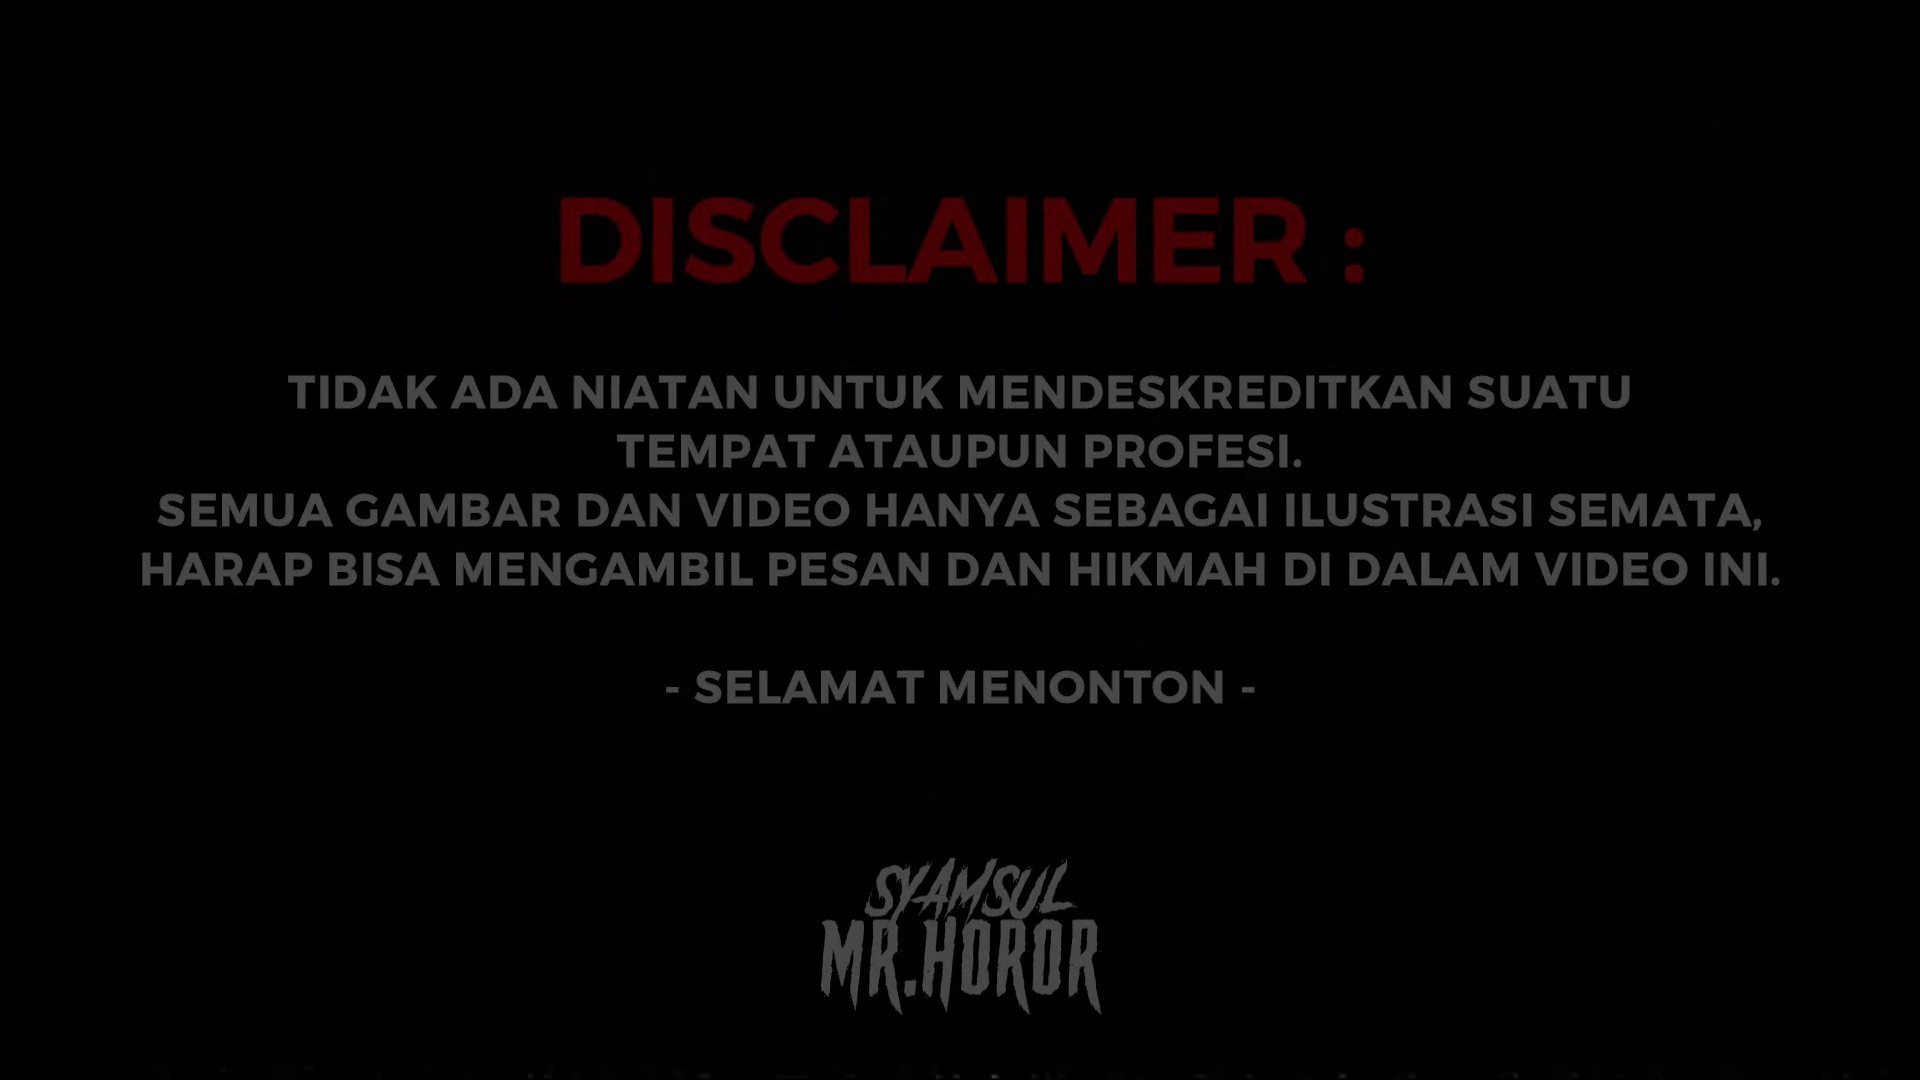 DISCLAIMER :
TIDAK ADA NIATAN UNTUK MENDESKREDITKAN SUATU
TEMPAT ATAUPUN PROFESI.
SEMUA GAMBAR DAN VIDEO HANYA SEBAGAI ILUSTRASI SEMATA,
HARAP BISA MENGAMBIL PESAN DAN HIKMAH DI DALAM VIDEO INI.
- SELAMAT MENONTON -
SYAMSUL
MR.HOROR